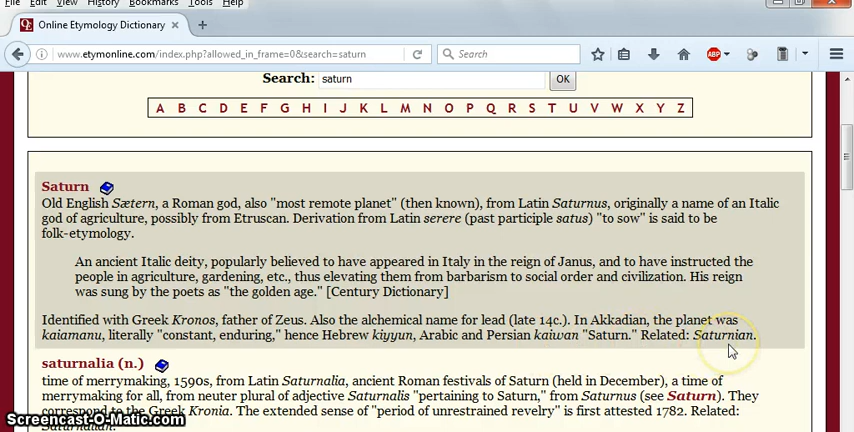 File Edit View History Bookmarks Tools Help
Online Etymology Dictionary
www.etymonline.com/index.php?allowed_in_frame=0&search=saturn
Search
ABP
Search: saturn OK
A B C D E F G H I J K L M N O P Q R S T U V W X Y Z
Saturn
Old English Sætern, a Roman god, also "most remote planet" (then known), from Latin Saturnus, originally a name of an Italic
god of agriculture, possibly from Etruscan. Derivation from Latin serere (past participle satus) "to sow" is said to be
folk-etymology.
An ancient Italic deity, popularly believed to have appeared in Italy in the reign of Janus, and to have instructed the
people in agriculture, gardening, etc., thus elevating them from barbarism to social order and civilization. His reign
was sung by the poets as "the golden age." [Century Dictionary]
Identified with Greek Kronos, father of Zeus. Also the alchemical name for lead (late 14c.). In Akkadian, the planet was
kaiamanu, literally "constant, enduring," hence Hebrew kiyyun, Arabic and Persian kaiwan "Saturn." Related: Saturnian.
saturnalia (n.)
time of merrymaking, 1590s, from Latin Saturnalia, ancient Roman festivals of Saturn (held in December), a time of
merrymaking for all, from neuter plural of adjective Saturnalis "pertaining to Saturn," from Saturnus (see Saturn). They
correspond to the Greek Kronia. The extended sense of "period of unrestrained revelry" is first attested 1782. Related:
Saturnalian.
Screencast-O-Matic.com